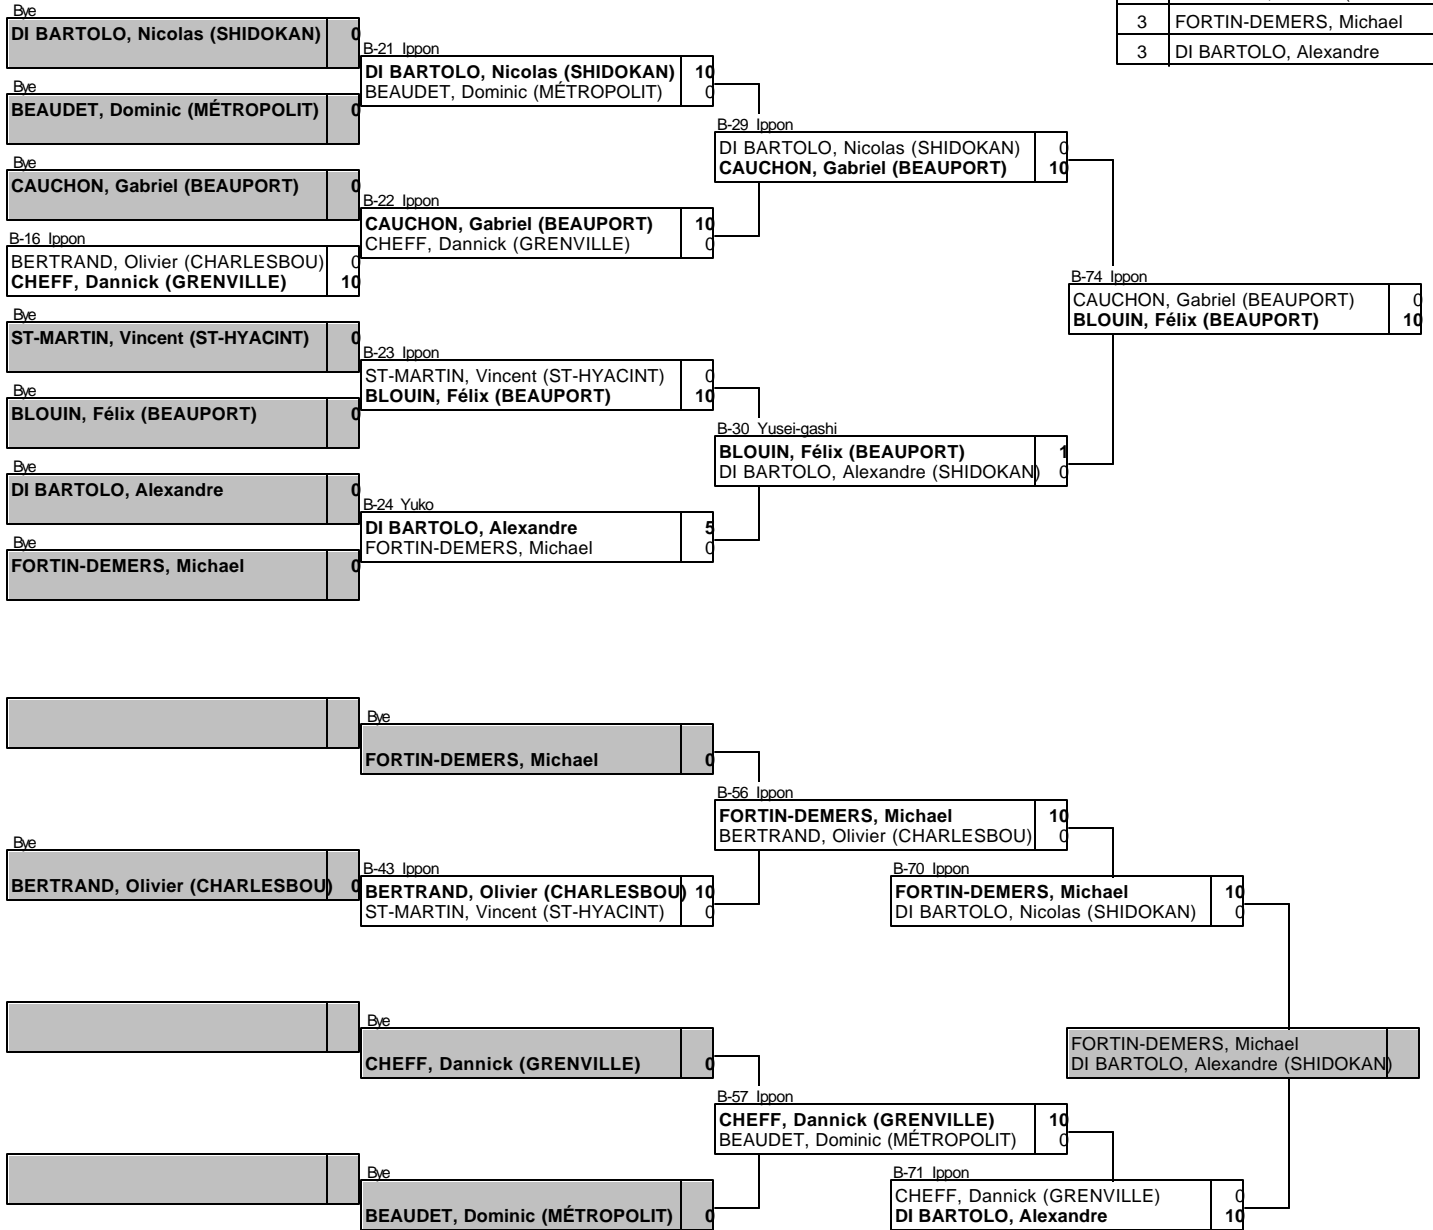 Bye
DI BARTOLO, Nicolas (SHIDOKAN) 0
Bye
BEAUDET, Dominic (MÉTROPOLIT) 0
Bye
CAUCHON, Gabriel (BEAUPORT) 0
B-16 Ippon
BERTRAND, Olivier (CHARLESBOU) 0
CHEFF, Dannick (GRENVILLE) 10
Bye
ST-MARTIN, Vincent (ST-HYACINT) 0
Bye
BLOUIN, Félix (BEAUPORT) 0
Bye
DI BARTOLO, Alexandre 0
Bye
FORTIN-DEMERS, Michael 0
B-21 Ippon
DI BARTOLO, Nicolas (SHIDOKAN) 10
BEAUDET, Dominic (MÉTROPOLIT) 0
B-22 Ippon
CAUCHON, Gabriel (BEAUPORT) 10
CHEFF, Dannick (GRENVILLE) 0
B-23 Ippon
ST-MARTIN, Vincent (ST-HYACINT) 0
BLOUIN, Félix (BEAUPORT) 10
B-24 Yuko
DI BARTOLO, Alexandre 5
FORTIN-DEMERS, Michael 0
B-29 Ippon
DI BARTOLO, Nicolas (SHIDOKAN) 0
CAUCHON, Gabriel (BEAUPORT) 10
B-30 Yusei-gashi
BLOUIN, Félix (BEAUPORT) 1
DI BARTOLO, Alexandre (SHIDOKAN) 0
B-74 Ippon
CAUCHON, Gabriel (BEAUPORT) 0
BLOUIN, Félix (BEAUPORT) 10
3 FORTIN-DEMERS, Michael
3 DI BARTOLO, Alexandre
Bye
FORTIN-DEMERS, Michael 0
Bye
BERTRAND, Olivier (CHARLESBOU) 0
B-43 Ippon
BERTRAND, Olivier (CHARLESBOU) 10
ST-MARTIN, Vincent (ST-HYACINT) 0
B-56 Ippon
FORTIN-DEMERS, Michael 10
BERTRAND, Olivier (CHARLESBOU) 0
B-70 Ippon
FORTIN-DEMERS, Michael 10
DI BARTOLO, Nicolas (SHIDOKAN) 0
Bye
CHEFF, Dannick (GRENVILLE) 0
Bye
BEAUDET, Dominic (MÉTROPOLIT) 0
B-57 Ippon
CHEFF, Dannick (GRENVILLE) 10
BEAUDET, Dominic (MÉTROPOLIT) 0
B-71 Ippon
CHEFF, Dannick (GRENVILLE) 0
DI BARTOLO, Alexandre 10
FORTIN-DEMERS, Michael
DI BARTOLO, Alexandre (SHIDOKAN)